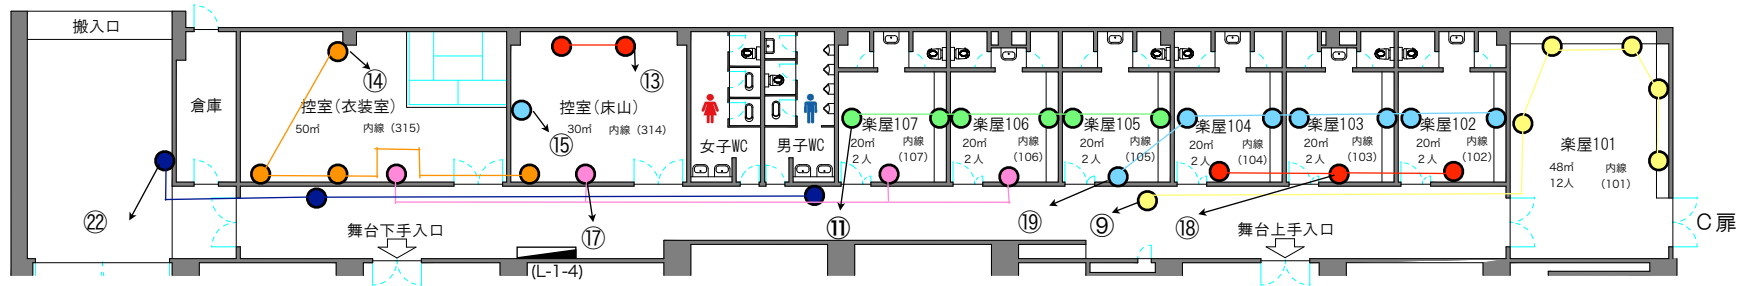 搬入口
倉庫
⑭
控室(衣装室)
50㎡ 内線(315)
⑬
控室(床山)
30㎡ 内線(314)
⑮
女子WC
男子WC
楽屋107
20㎡ 内線
2人 (107)
楽屋106
20㎡ 内線
2人 (106)
楽屋105
20㎡ 内線
2人 (105)
楽屋104
20㎡ 内線
2人 (104)
楽屋103
20㎡ 内線
2人 (103)
楽屋102
20㎡ 内線
2人 (102)
楽屋101
48㎡ 内線
12人 (101)
㉒
舞台下手入口
⑰
(L-1-4)
⑪
⑲
⑨
⑱
舞台上手入口
C扉